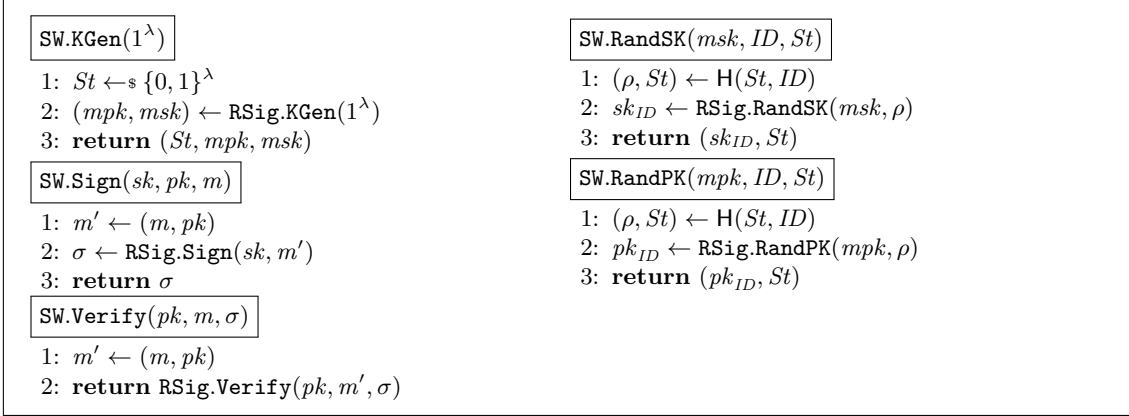 SW.KGen(1^λ)
1: St ←$ {0, 1}^λ
2: (mpk, msk) ← RSig.KGen(1^λ)
3: return (St, mpk, msk)
SW.Sign(sk, pk, m)
1: m′ ← (m, pk)
2: σ ← RSig.Sign(sk, m′)
3: return σ
SW.Verify(pk, m, σ)
1: m′ ← (m, pk)
2: return RSig.Verify(pk, m′, σ)
SW.RandSK(msk, ID, St)
1: (ρ, St) ← H(St, ID)
2: sk_ID ← RSig.RandSK(msk, ρ)
3: return (sk_ID, St)
SW.RandPK(mpk, ID, St)
1: (ρ, St) ← H(St, ID)
2: pk_ID ← RSig.RandPK(mpk, ρ)
3: return (pk_ID, St)